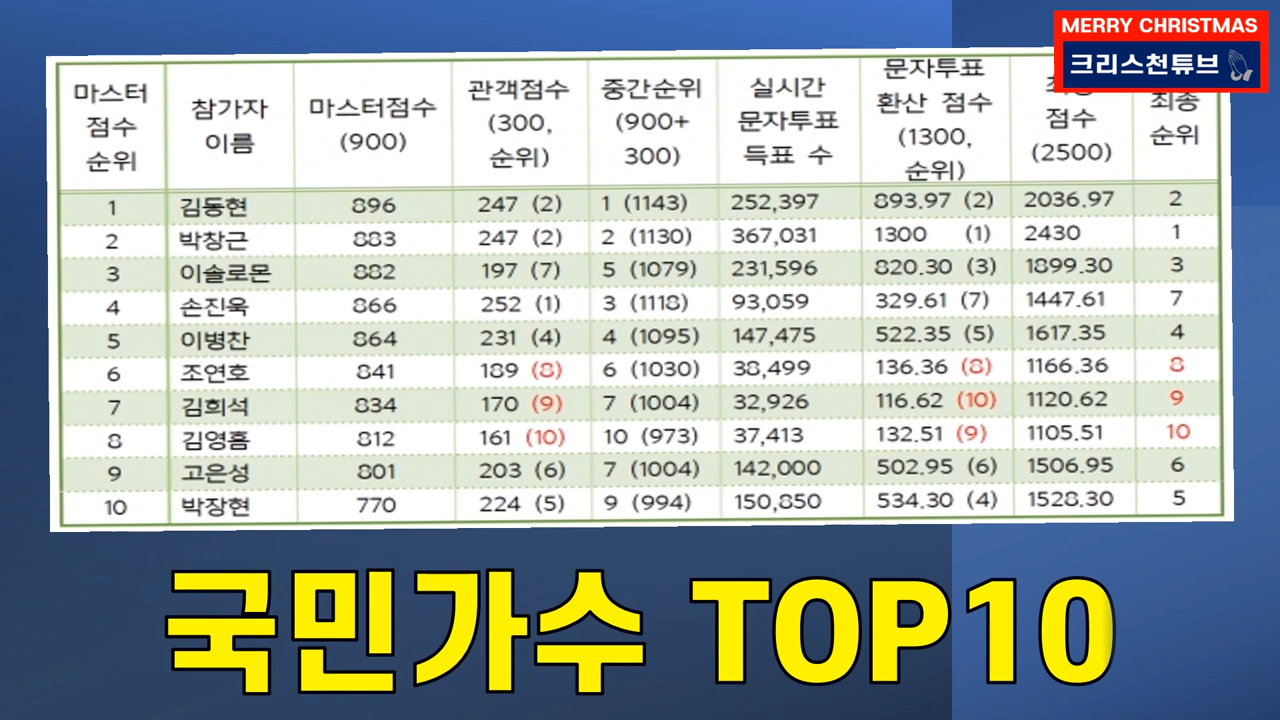 MERRY CHRISTMAS
크리스천튜브
마스터
점수
순위
참가자
이름
마스터점수
(900)
관객점수
(300,
순위)
중간순위
(900+
300)
실시간
문자투표
득표 수
문자투표
환산 점수
(1300,
순위)
점수
(2500)
최종
순위
1 김동현 896 247 (2) 1 (1143) 252,397 893.97 (2) 2036.97 2
2 박창근 883 247 (2) 2 (1130) 367,031 1300 (1) 2430 1
3 이솔로몬 882 197 (7) 5 (1079) 231,596 820.30 (3) 1899.30 3
4 손진욱 866 252 (1) 3 (1118) 93,059 329.61 (7) 1447.61 7
5 이병찬 864 231 (4) 4 (1095) 147,475 522.35 (5) 1617.35 4
6 조연호 841 189 (8) 6 (1030) 38,499 136.36 (8) 1166.36 8
7 김희석 834 170 (9) 7 (1004) 32,926 116.62 (10) 1120.62 9
8 김영흠 812 161 (10) 10 (973) 37,413 132.51 (9) 1105.51 10
9 고은성 801 203 (6) 7 (1004) 142,000 502.95 (6) 1506.95 6
10 박장현 770 224 (5) 9 (994) 150,850 534.30 (4) 1528.30 5
국민가수 TOP10